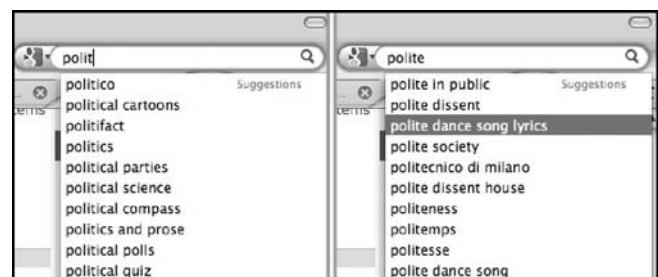 polit
politico Suggestions
political cartoons
politifact
politics
political parties
political science
political compass
politics and prose
political polls
political quiz
polite
polite in public Suggestions
polite dissent
polite dance song lyrics
polite society
politecnico di milano
polite dissent house
politeness
politemps
politesse
polite dance song